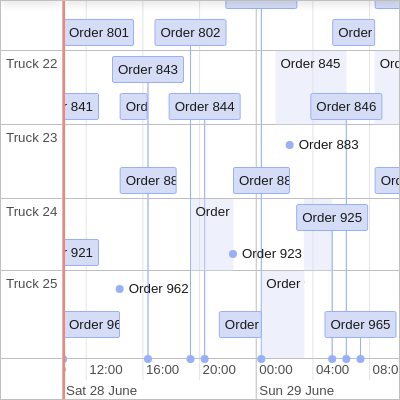 Order 801 Order 802 Order
Truck 22 Order 843 Order 845 Ord
841 Ord Order 844 Order 846
Truck 23 Order 883
Order 88 Order 88 Ord
Truck 24 Order Order 925
921 Order 923
Truck 25 Order 962 Order
Order 96 Order Order 965
12:00 16:00 20:00 00:00 04:00 08:0
Sat 28 June Sun 29 June